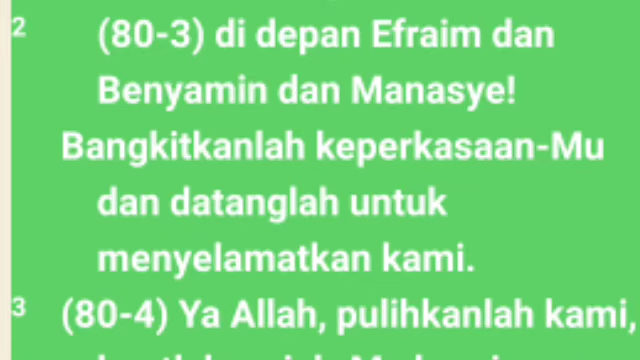 2 (80-3) di depan Efraim dan
Benyamin dan Manasye!
Bangkitkanlah keperkasaan-Mu
dan datanglah untuk
menyelamatkan kami.
3 (80-4) Ya Allah, pulihkanlah kami,